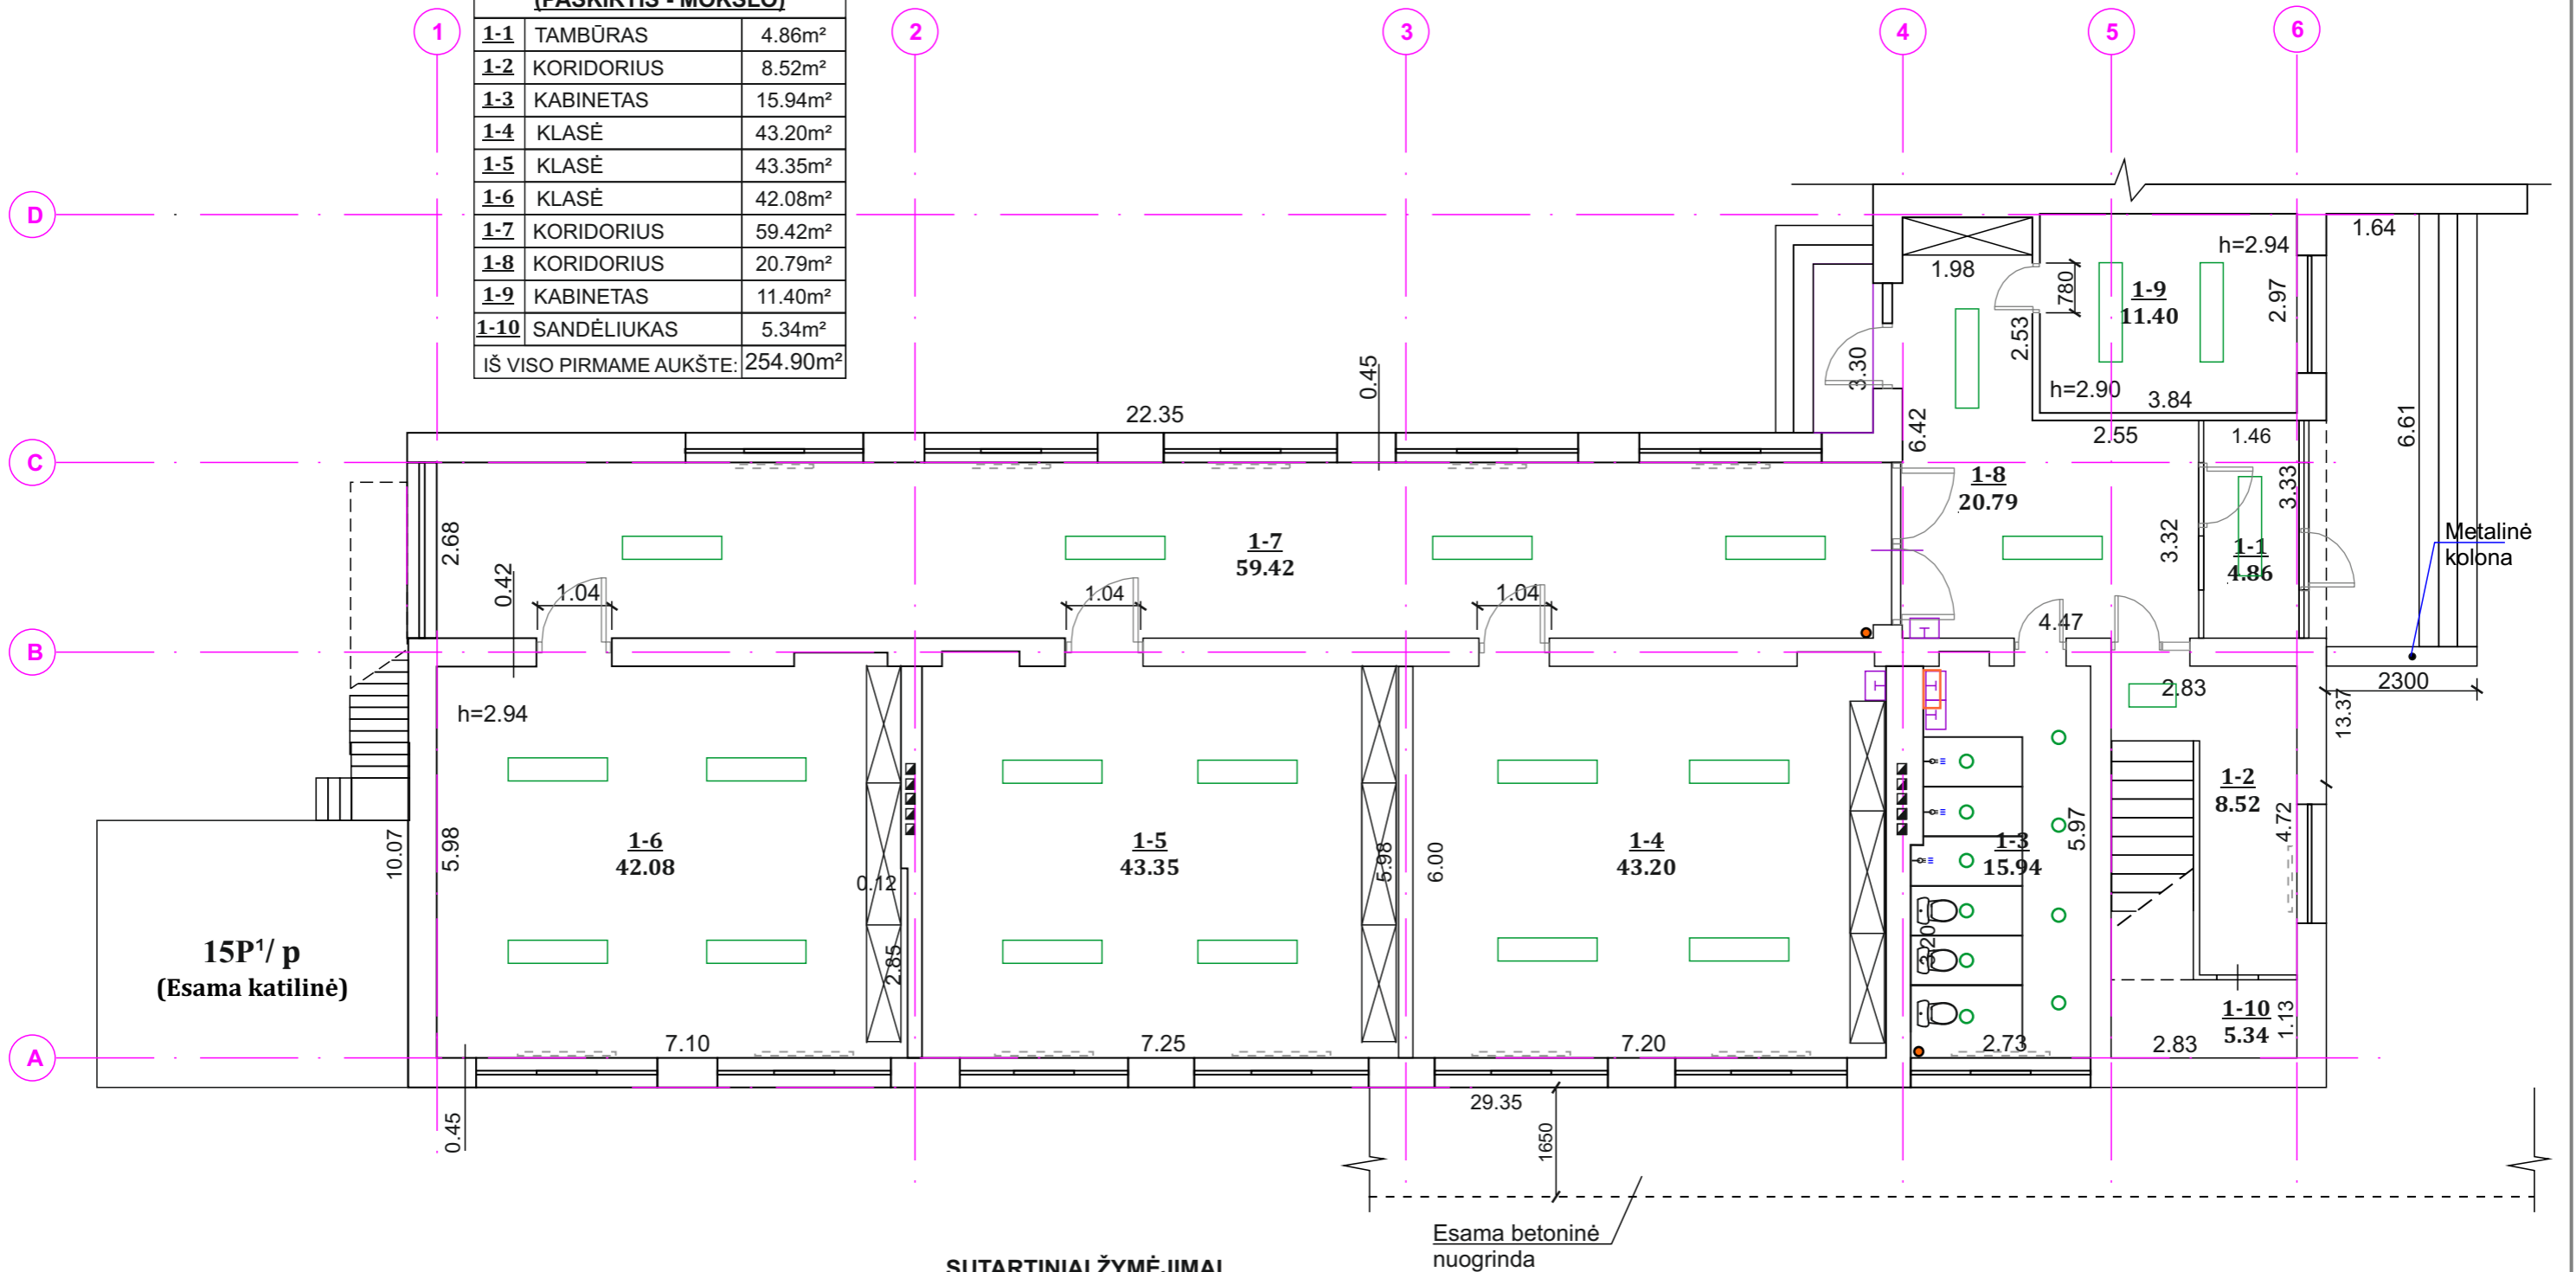 (PASKIRTIS - MOKSLO)
1-1 TAMBŪRAS 4.86m²
1-2 KORIDORIUS 8.52m²
1-3 KABINETAS 15.94m²
1-4 KLASĖ 43.20m²
1-5 KLASĖ 43.35m²
1-6 KLASĖ 42.08m²
1-7 KORIDORIUS 59.42m²
1-8 KORIDORIUS 20.79m²
1-9 KABINETAS 11.40m²
1-10 SANDĖLIUKAS 5.34m²
IŠ VISO PIRMAME AUKŠTE: 254.90m²
1 2 3 4 5 6
D
C
B
A
1.64
h=2.94
1.98
780
1-9
11.40
2.97
2.53
3.30
h=2.90
3.84
0.45
22.35
6.42
2.55
1.46
6.61
1-8
20.79
3.33
2.68
1-7
59.42
3.32
1-1
4.86
Metalinė
kolona
0.42
1.04
1.04
1.04
4.47
2.83
2300
13.37
h=2.94
1-2
8.52
4.72
10.07
5.98
1-6
42.08
0.12
1-5
43.35
5.98
6.00
1-4
43.20
1-3
15.94
5.97
2.85
3.20
15P¹/ p
(Esama katilinė)
1-10
5.34
1.13
7.10
7.25
7.20
2.73
2.83
0.45
29.35
1650
Esama betoninė
nuogrinda
SUTARTINIAI ŽYMĖJIMAI